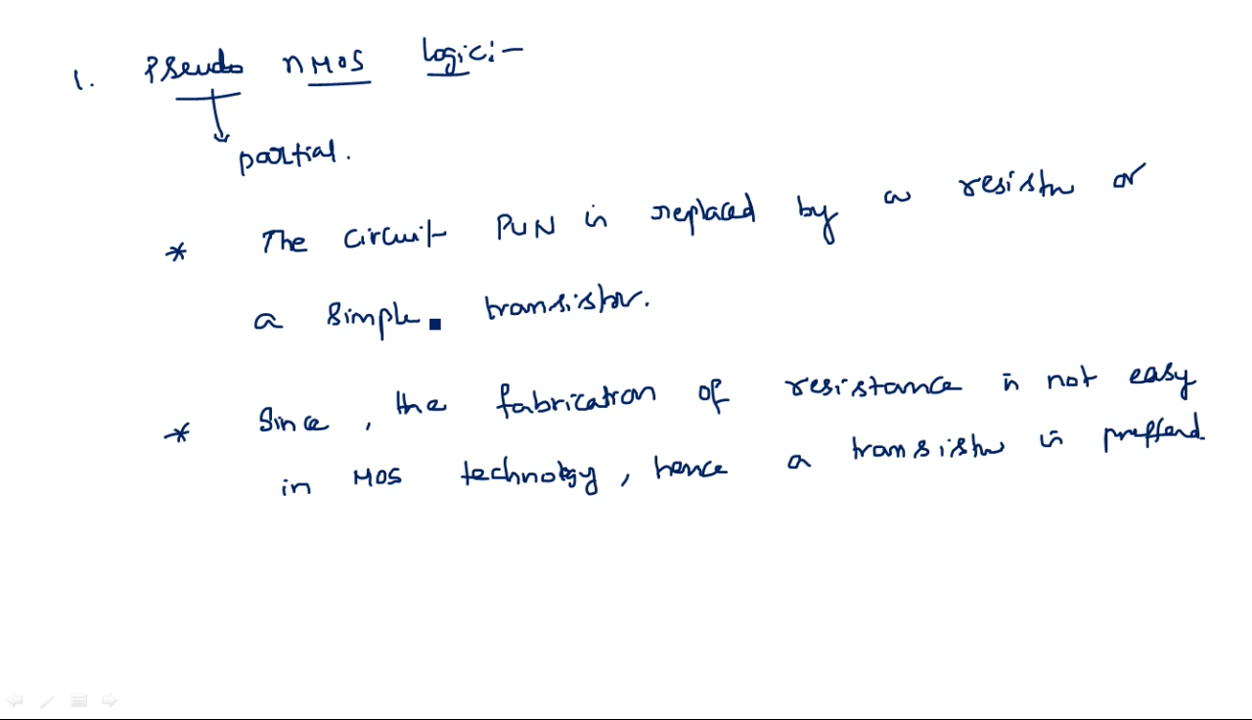 1. Pseudo nMOS logic:-
partial.
* The circuit PUN is replaced by a resistor or
a simple transistor.
* Since, the fabrication of resistance is not easy
in MOS technology, hence a transistor is preffered